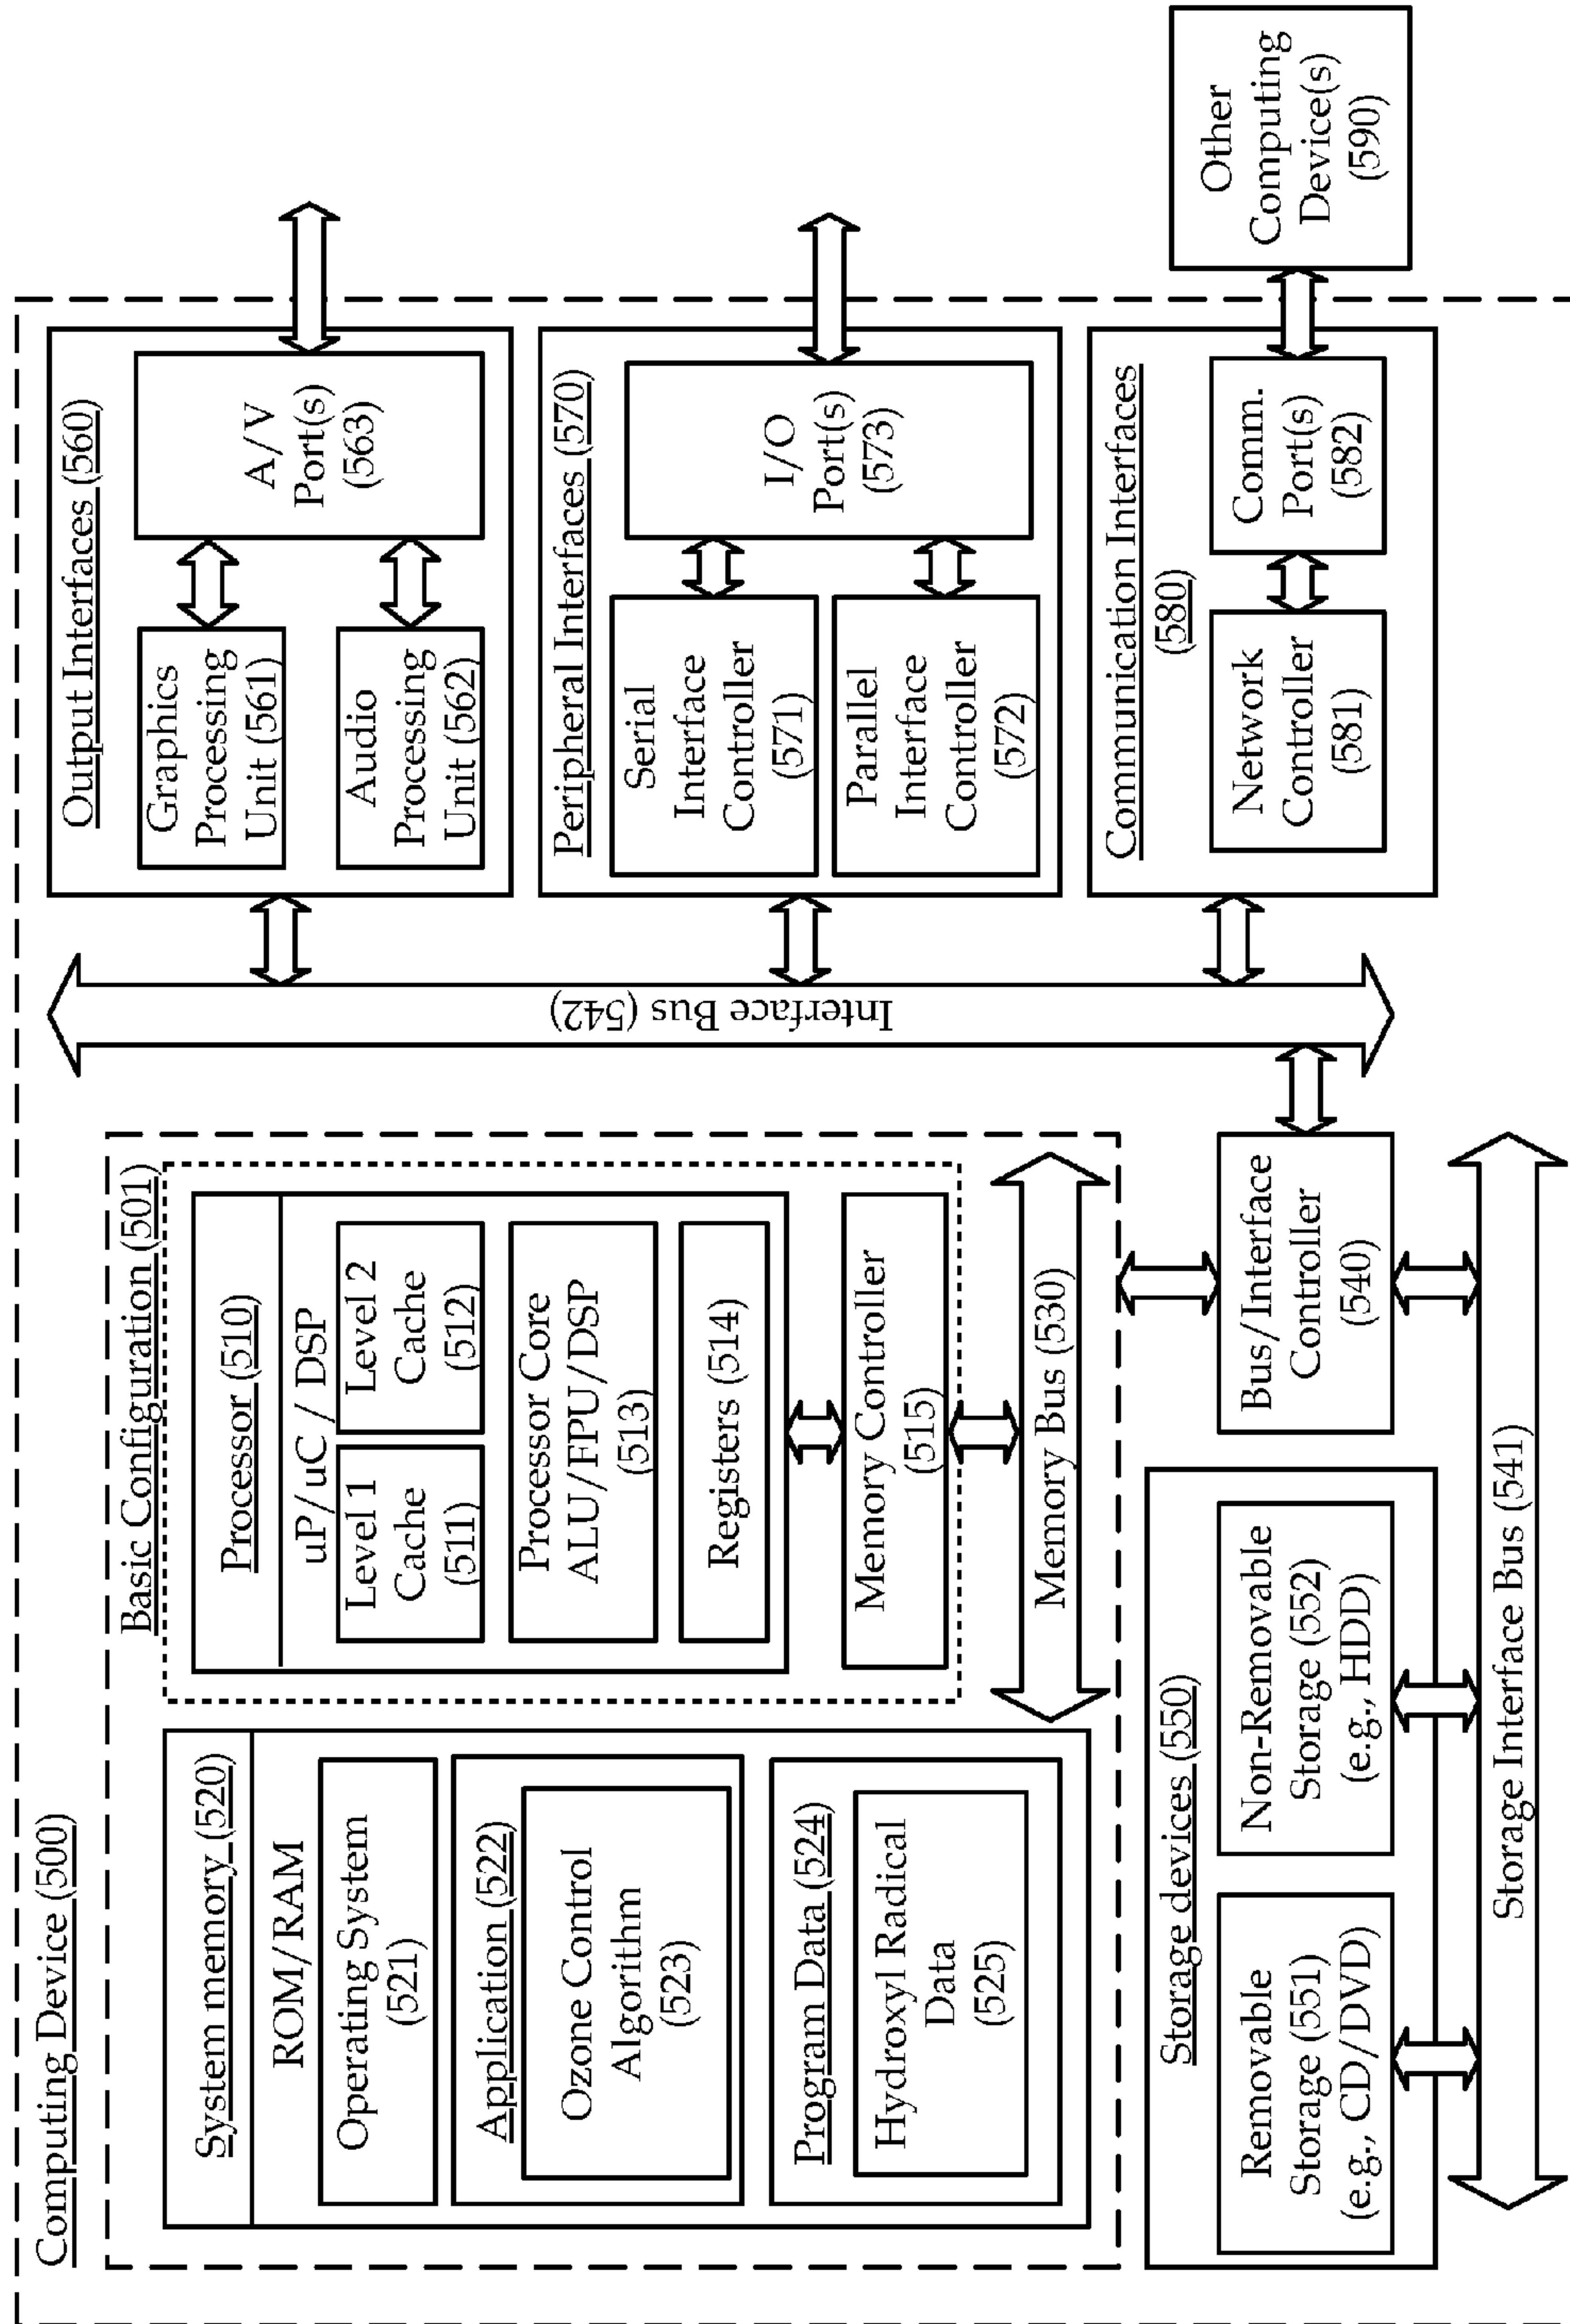 Computing Device (500)
Basic Configuration (501)
System memory (520)
ROM/RAM
Operating System
(521)
Application (522)
Ozone Control
Algorithm
(523)
Program Data (524)
Hydroxyl Radical
Data
(525)
Processor (510)
uP/uC / DSP
Level 1
Cache
(511)
Level 2
Cache
(512)
Processor Core
ALU/FPU/DSP
(513)
Registers (514)
Memory Controller
(515)
Memory Bus (530)
Storage devices (550)
Removable
Storage (551)
(e.g., CD/DVD)
Non-Removable
Storage (552)
(e.g., HDD)
Bus/Interface
Controller
(540)
Storage Interface Bus (541)
Interface Bus (542)
Output Interfaces (560)
Graphics
Processing
Unit (561)
Audio
Processing
Unit (562)
A/V
Port(s)
(563)
Peripheral Interfaces (570)
Serial
Interface
Controller
(571)
Parallel
Interface
Controller
(572)
I/O
Port(s)
(573)
Communication Interfaces
(580)
Network
Controller
(581)
Comm.
Port(s)
(582)
Other
Computing
Device(s)
(590)